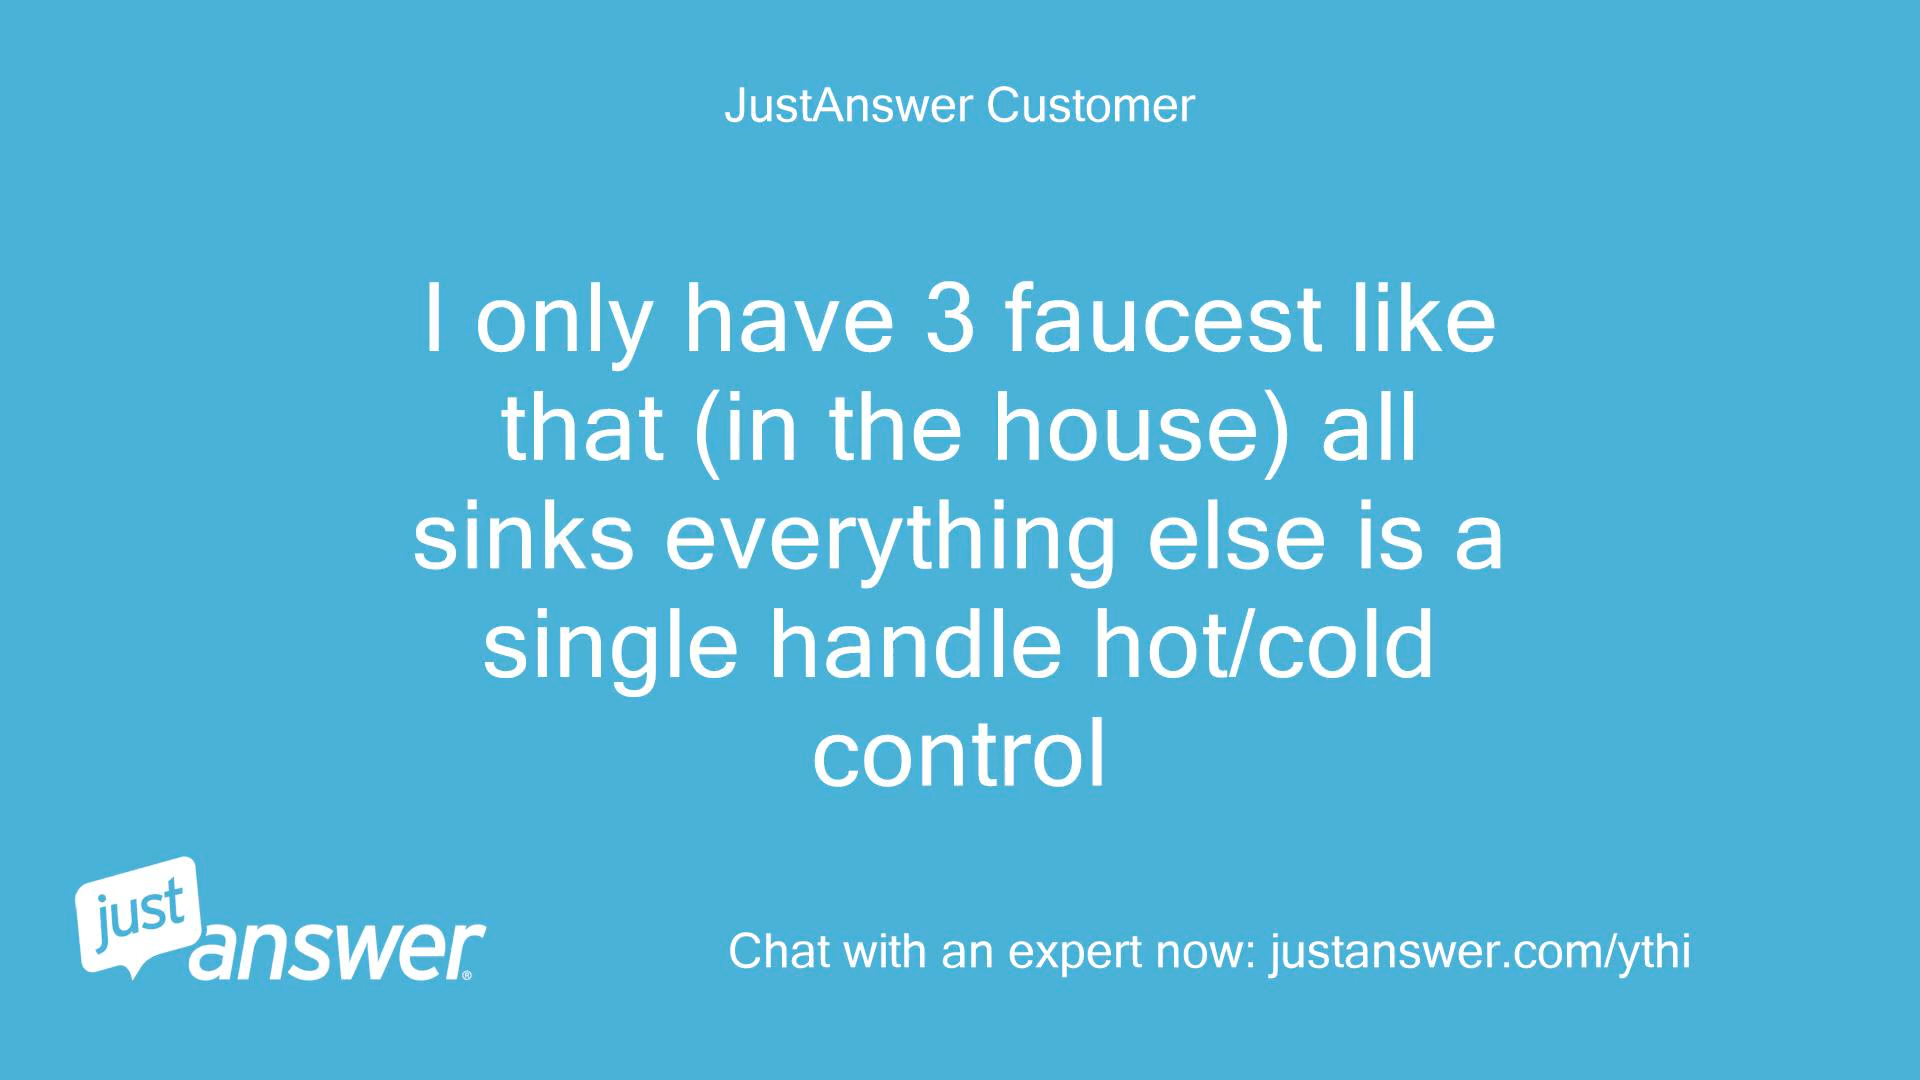 JustAnswer Customer
I only have 3 faucest like
that (in the house) all
sinks everything else is a
single handle hot/cold
control
just
answer®
Chat with an expert now: justanswer.com/ythi